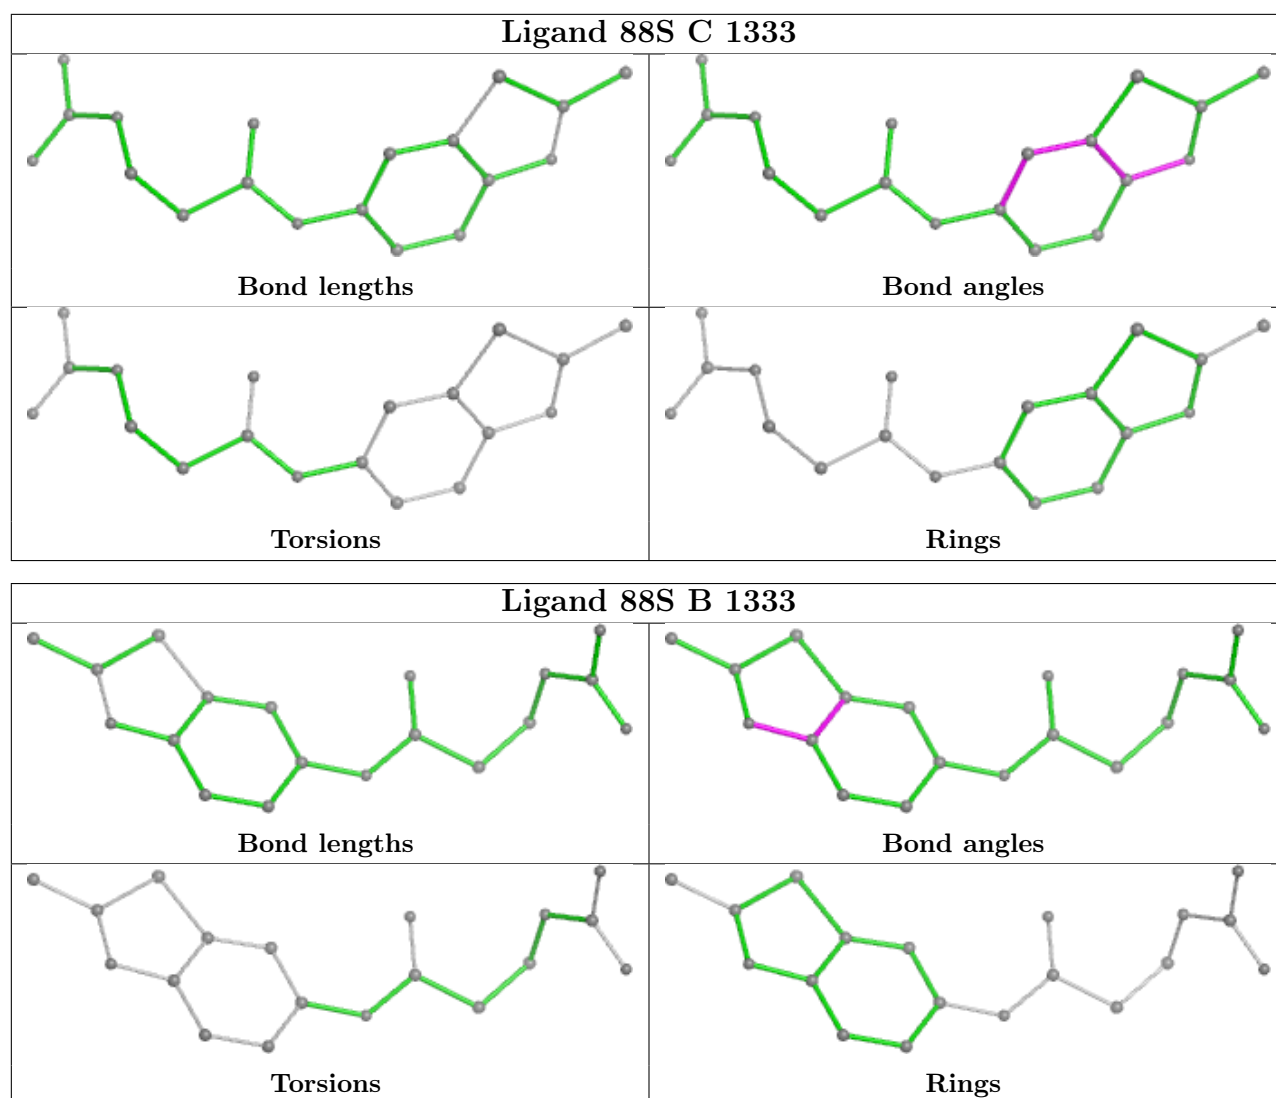 Ligand 88S C 1333
Bond lengths
Bond angles
Torsions
Rings
Ligand 88S B 1333
Bond lengths
Bond angles
Torsions
Rings